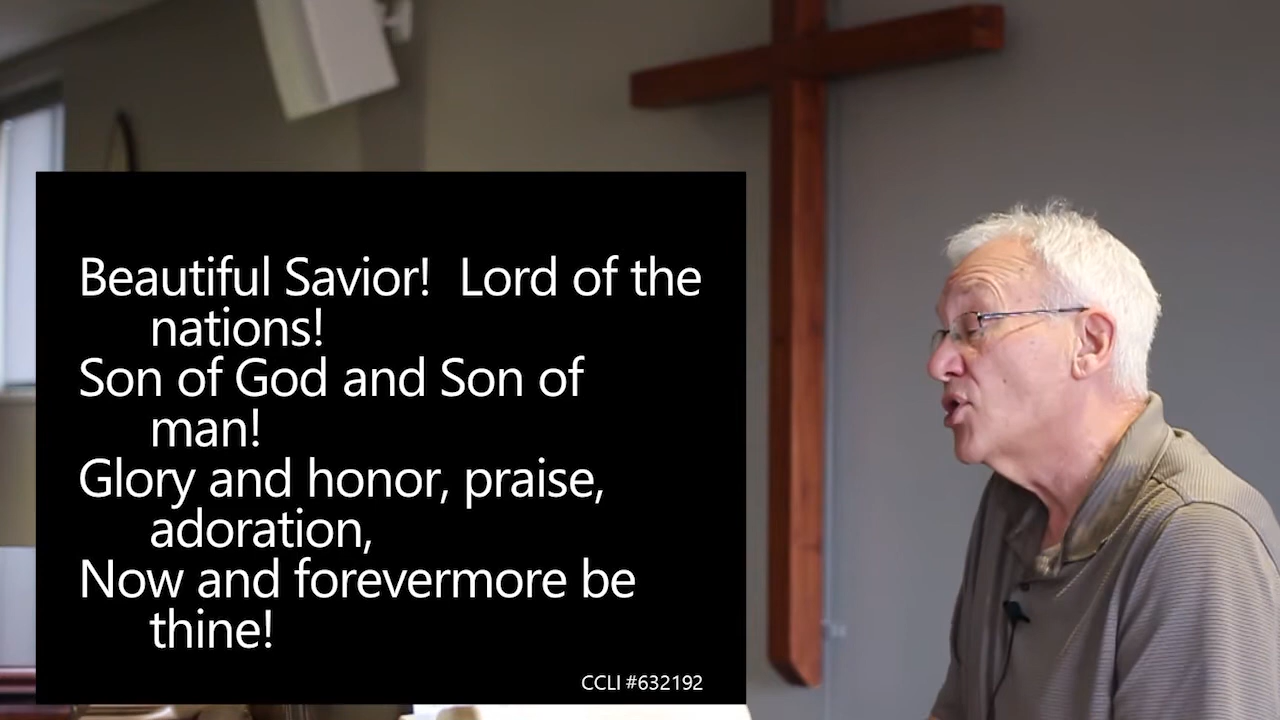 Beautiful Savior!  Lord of the
nations!
Son of God and Son of
man!
Glory and honor, praise,
adoration,
Now and forevermore be
thine!
CCLI #632192